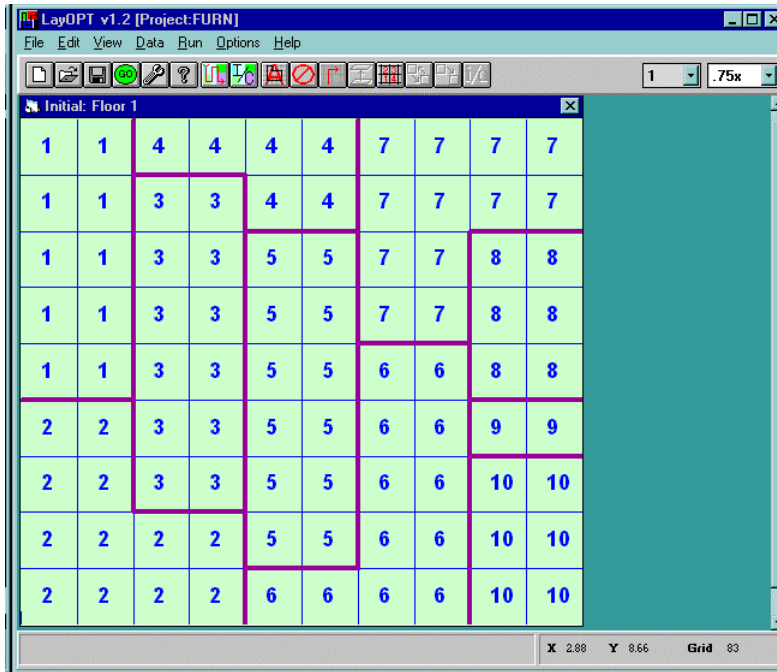 LayOPT v1.2 [Project:FURN]
File Edit View Data Run Options Help
GO ? I/C 1 .75x
Initial: Floor 1
1 1 4 4 4 4 7 7 7 7
1 1 3 3 4 4 7 7 7 7
1 1 3 3 5 5 7 7 8 8
1 1 3 3 5 5 7 7 8 8
1 1 3 3 5 5 6 6 8 8
2 2 3 3 5 5 6 6 9 9
2 2 3 3 5 5 6 6 10 10
2 2 2 2 5 5 6 6 10 10
2 2 2 2 6 6 6 6 10 10
X 2.88 Y 8.66 Grid 83